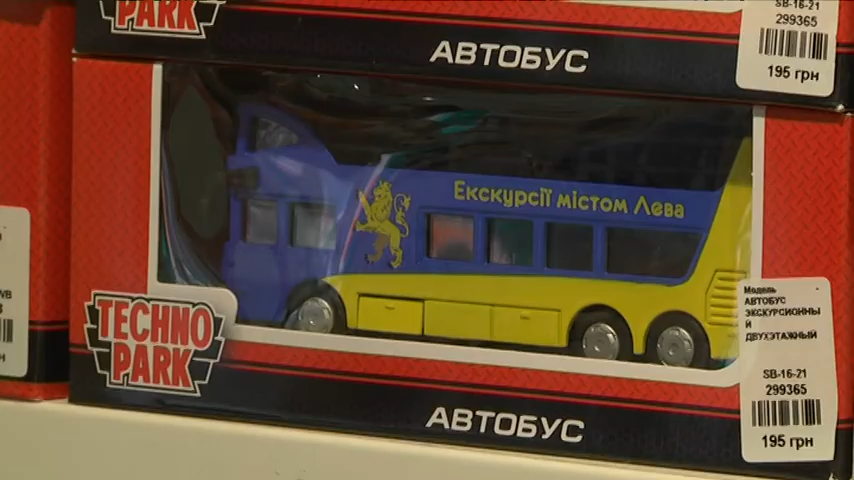 PARK
АВТОБУС
SB-16-21
299365
195 грн
Екскурсії містом Лева
TECHNO
PARK
АВТОБУС
Модель
АВТОБУС
ЭКСКУРСИОННЫ
Й
ДВУХЭТАЖНЫЙ
SB-16-21
299365
195 грн